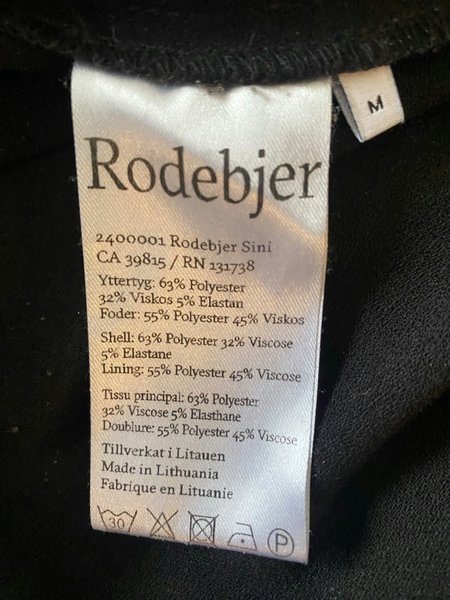 M
Rodebjer
2400001 Rodebjer Sini
CA 39815 / RN 131738
Yttertyg: 63% Polyester
32% Viskos 5% Elastan
Foder: 55% Polyester 45% Viskos
Shell: 63% Polyester 32% Viscose
5% Elastane
Lining: 55% Polyester 45% Viscose
Tissu principal: 63% Polyester
32% Viscose 5% Elasthane
Doublure: 55% Polyester 45% Viscose
Tillverkat i Litauen
Made in Lithuania
Fabrique en Lituanie
30 P